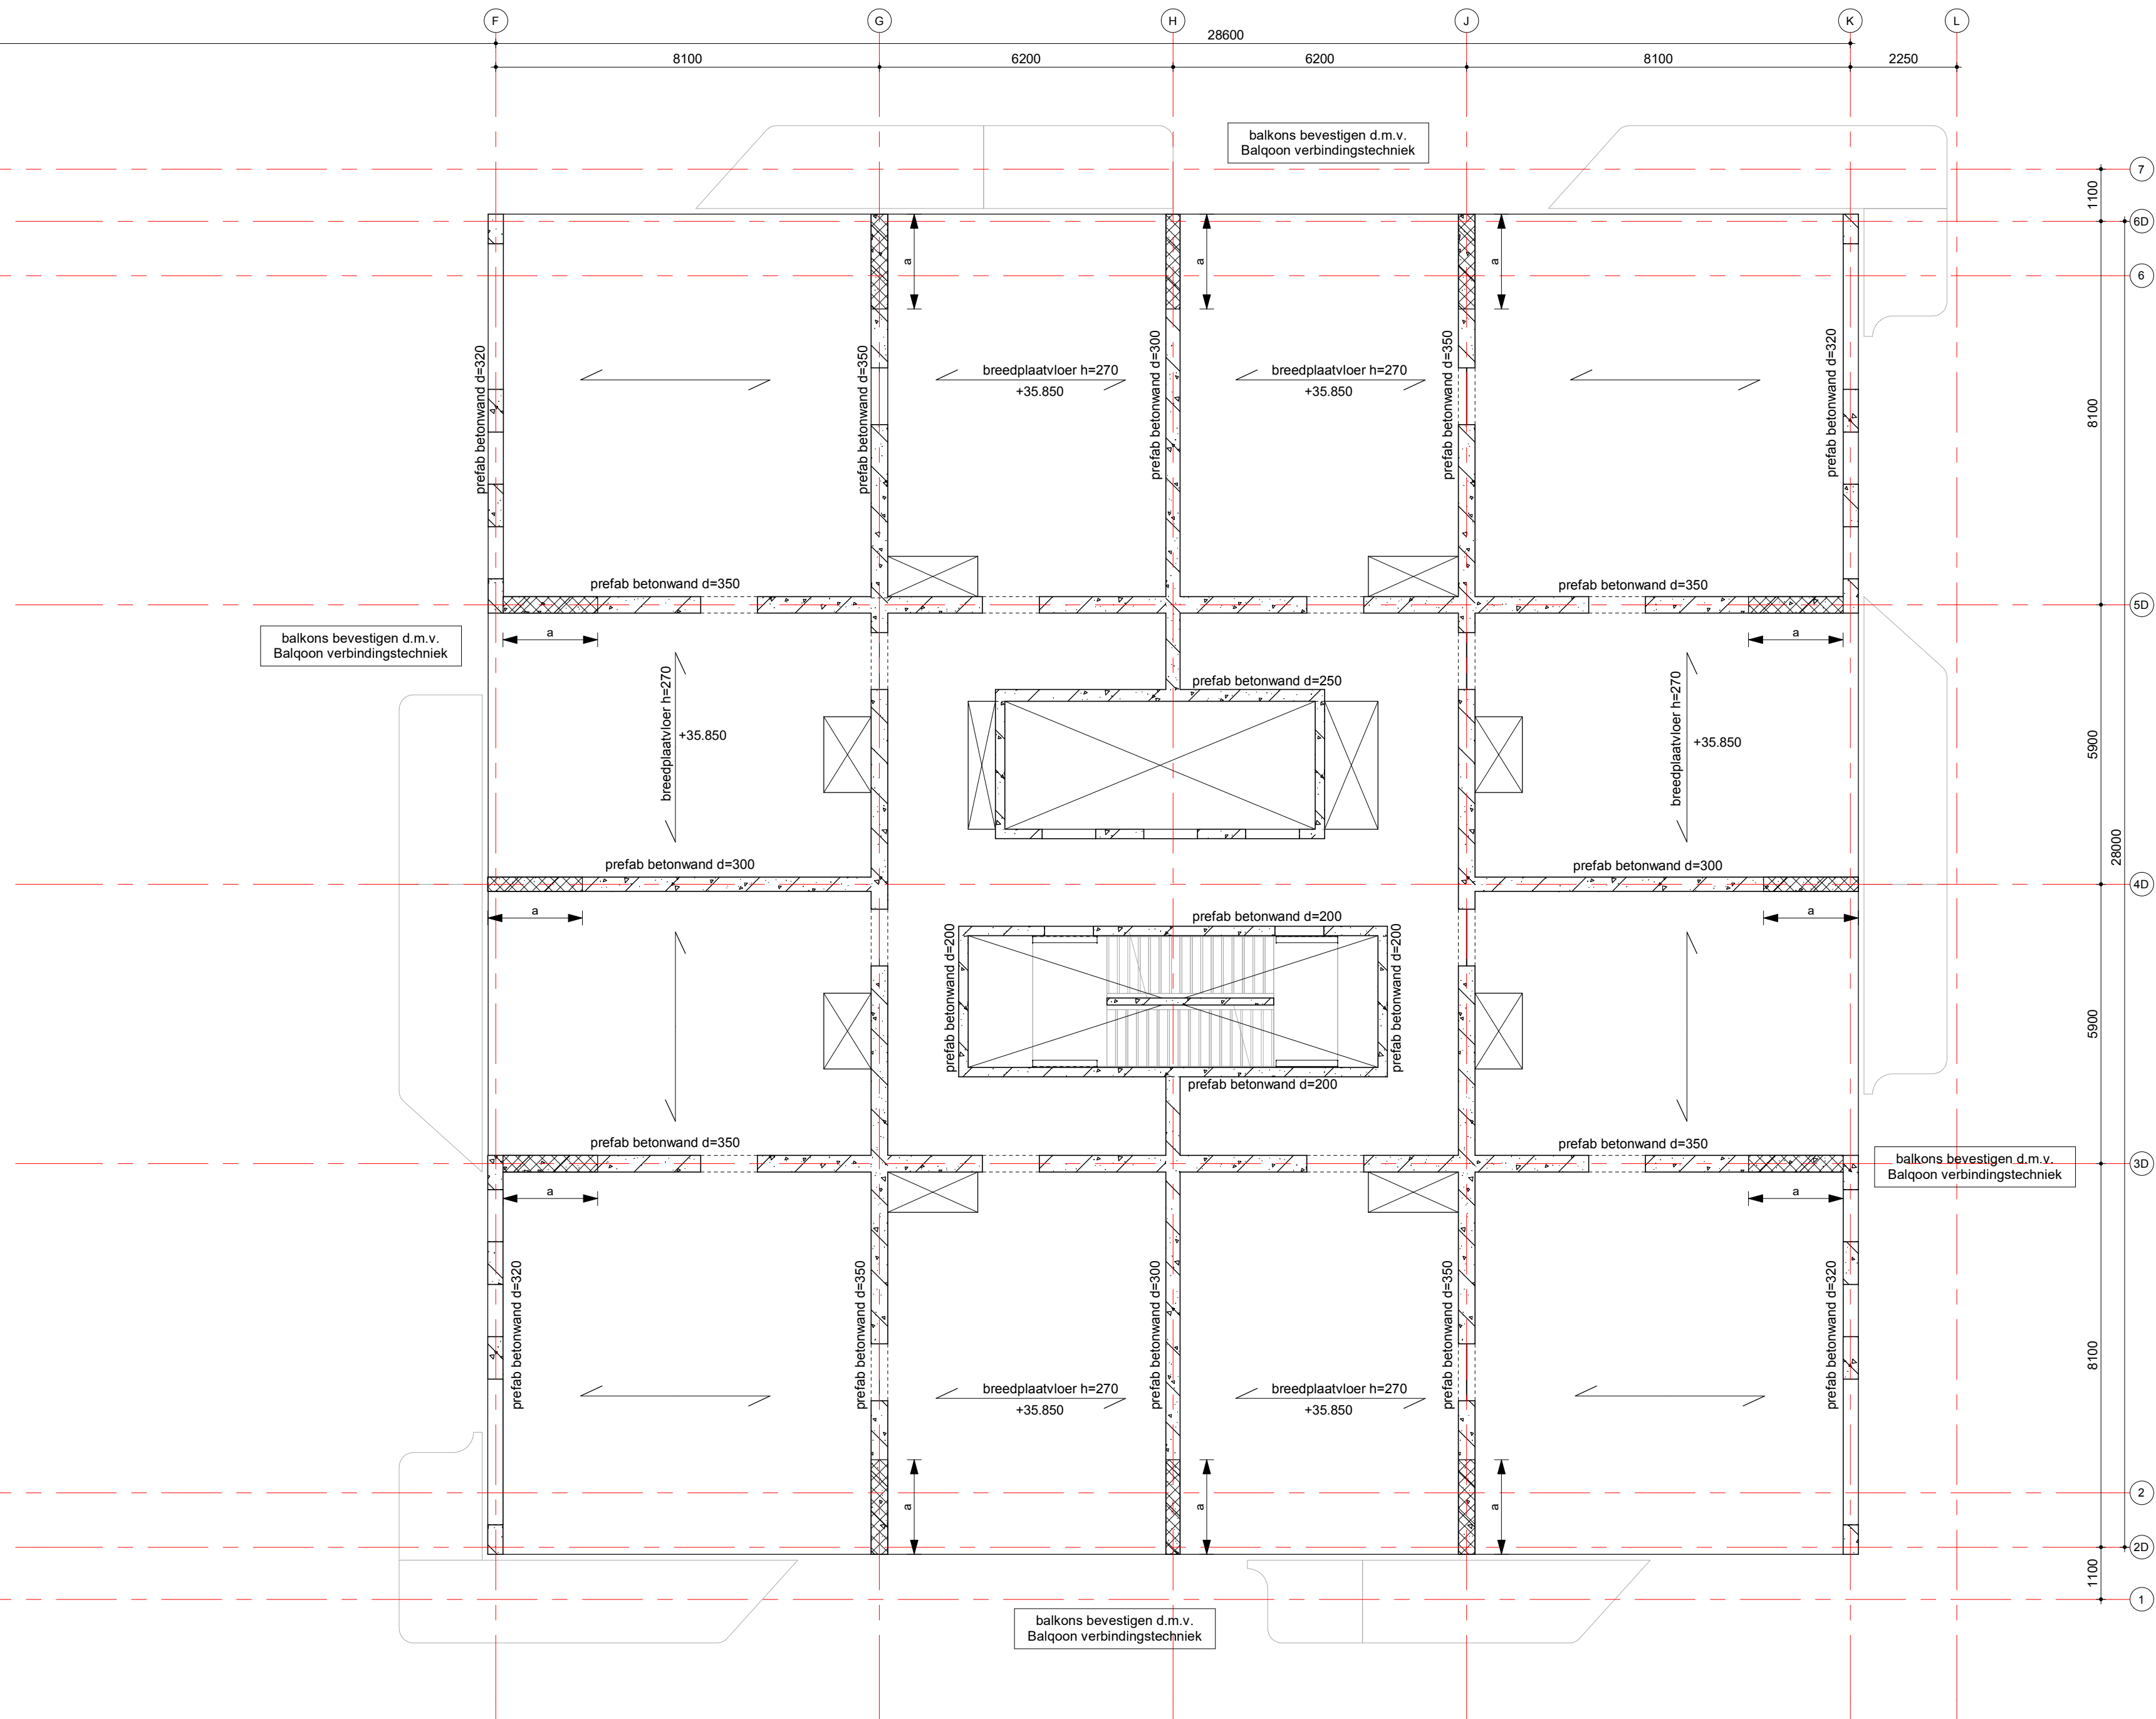 F
G
H
J
K
L
28600
8100
6200
6200
8100
2250
balkons bevestigen d.m.v.
Balqoon verbindingstechniek
7
1100
6D
6
a
a
a
prefab betonwand d=320
prefab betonwand d=350
prefab betonwand d=300
prefab betonwand d=350
prefab betonwand d=320
breedplaatvloer h=270
+35.850
breedplaatvloer h=270
+35.850
8100
prefab betonwand d=350
prefab betonwand d=350
5D
balkons bevestigen d.m.v.
Balqoon verbindingstechniek
a
a
prefab betonwand d=250
breedplaatvloer h=270
+35.850
breedplaatvloer h=270
+35.850
5900
28000
prefab betonwand d=300
prefab betonwand d=300
4D
a
a
prefab betonwand d=200
prefab betonwand d=200
prefab betonwand d=200
prefab betonwand d=200
5900
prefab betonwand d=350
prefab betonwand d=350
3D
balkons bevestigen d.m.v.
Balqoon verbindingstechniek
a
a
prefab betonwand d=320
prefab betonwand d=350
prefab betonwand d=300
prefab betonwand d=350
prefab betonwand d=320
8100
breedplaatvloer h=270
+35.850
breedplaatvloer h=270
+35.850
a
a
a
2
2D
1100
1
balkons bevestigen d.m.v.
Balqoon verbindingstechniek